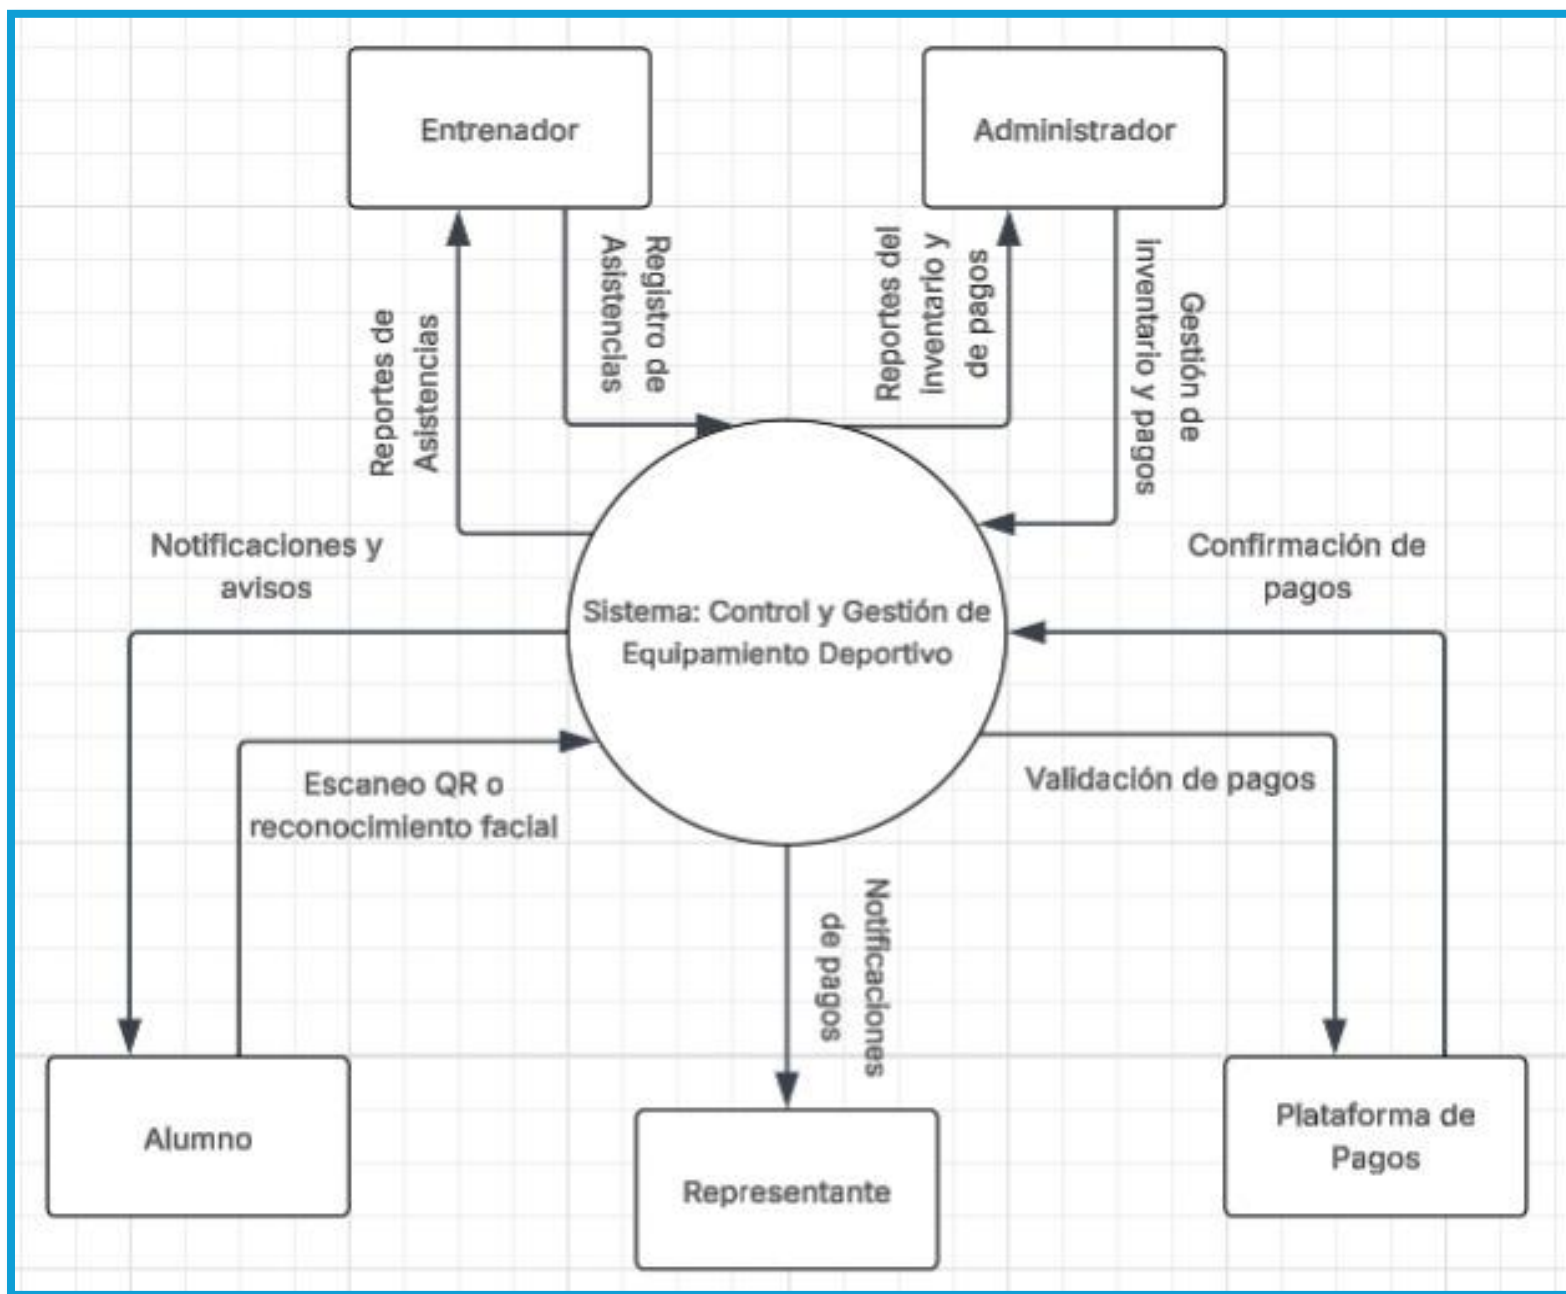 Entrenador
Administrador
Reportes de
Asistencias
Registro de
Asistencias
Reportes del
inventario y
de pagos
Gestión de
inventario y pagos
Notificaciones y
avisos
Confirmación de
pagos
Sistema: Control y Gestión de
Equipamiento Deportivo
Escaneo QR o
reconocimiento facial
Validación de pagos
Notificaciones
de pagos
Alumno
Representante
Plataforma de
Pagos